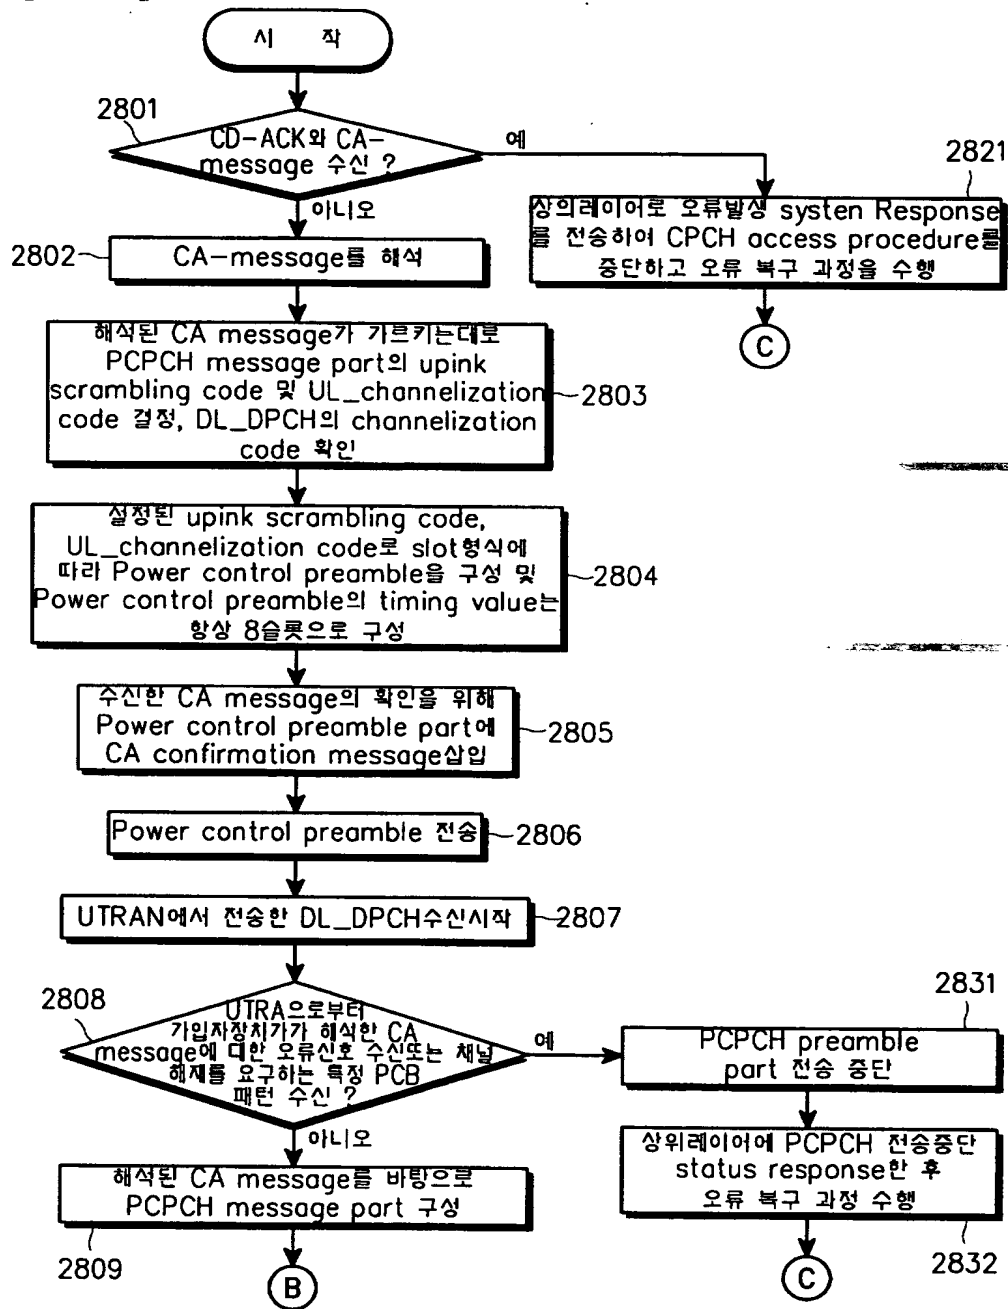 시 작
2801
CD-ACK와 CA-
message 수신 ?
예
아니오
2821
상의레이어로 오류발생 systen Response
를 전송하여 CPCH access procedure를
중단하고 오류 복구 과정을 수행
C
2802
CA-message를 해석
해석된 CA message가 가르키는대로
PCPCH message part의 upink
scrambling code 및 UL_channelization
code 결정, DL_DPCH의 channelization
code 확인
2803
설정된 upink scrambling code,
UL_channelization code로 slot형식에
따라 Power control preamble을 구성 및
Power control preamble의 timing value는
항상 8슬롯으로 구성
2804
수신한 CA message의 확인을 위해
Power control preamble part에
CA confirmation message삽입
2805
Power control preamble 전송
2806
UTRAN에서 전송한 DL_DPCH수신시작
2807
2808
UTRA으로부터
가입자장치가가 해석한 CA
message에 대한 오류신호 수신또는 채널
해재를 요구하는 특정 PCB
패턴 수신 ?
예
아니오
2831
PCPCH preamble
part 전송 중단
상위레이어에 PCPCH 전송중단
status response한 후
오류 복구 과정 수행
2832
C
해석된 CA message를 바탕으로
PCPCH message part 구성
2809
B